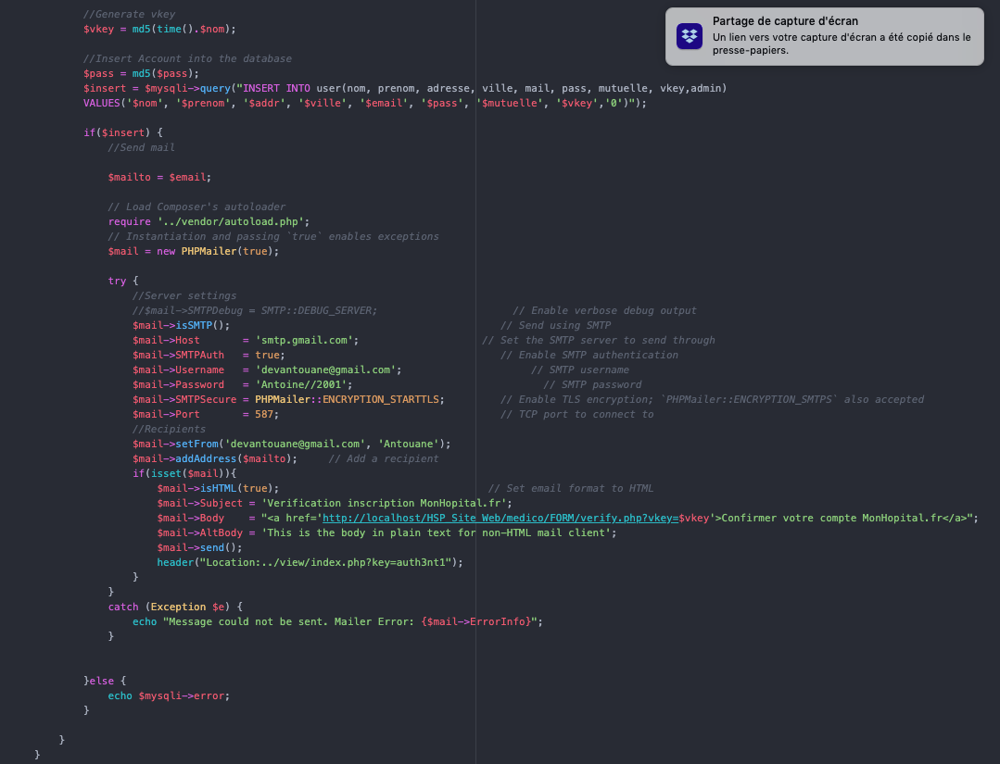 //Generate vkey
$vkey = md5(time().$nom);
//Insert Account into the database
$pass = md5($pass);
$insert = $mysqli->query("INSERT INTO user(nom, prenom, adresse, ville, mail, pass, mutuelle, vkey,admin)
VALUES('$nom', '$prenom', '$addr', '$ville', '$email', '$pass', '$mutuelle', '$vkey','0')");
if($insert) {
//Send mail
$mailto = $email;
// Load Composer's autoloader
require '../vendor/autoload.php';
// Instantiation and passing `true` enables exceptions
$mail = new PHPMailer(true);
try {
//Server settings
//$mail->SMTPDebug = SMTP::DEBUG_SERVER; // Enable verbose debug output
$mail->isSMTP(); // Send using SMTP
$mail->Host = 'smtp.gmail.com'; // Set the SMTP server to send through
$mail->SMTPAuth = true; // Enable SMTP authentication
$mail->Username = 'devantouane@gmail.com'; // SMTP username
$mail->Password = 'Antoine//2001'; // SMTP password
$mail->SMTPSecure = PHPMailer::ENCRYPTION_STARTTLS; // Enable TLS encryption; `PHPMailer::ENCRYPTION_SMTPS` also accepted
$mail->Port = 587; // TCP port to connect to
//Recipients
$mail->setFrom('devantouane@gmail.com', 'Antouane');
$mail->addAddress($mailto); // Add a recipient
if(isset($mail)){
$mail->isHTML(true); // Set email format to HTML
$mail->Subject = 'Verification inscription MonHopital.fr';
$mail->Body = "<a href='http://localhost/HSP_Site_Web/medico/FORM/verify.php?vkey=$vkey'>Confirmer votre compte MonHopital.fr</a>";
$mail->AltBody = 'This is the body in plain text for non-HTML mail client';
$mail->send();
header("Location:../view/index.php?key=auth3nt1");
}
}
catch (Exception $e) {
echo "Message could not be sent. Mailer Error: {$mail->ErrorInfo}";
}
}else {
echo $mysqli->error;
}
}
}
Partage de capture d'écran
Un lien vers votre capture d'écran a été copié dans le
presse-papiers.